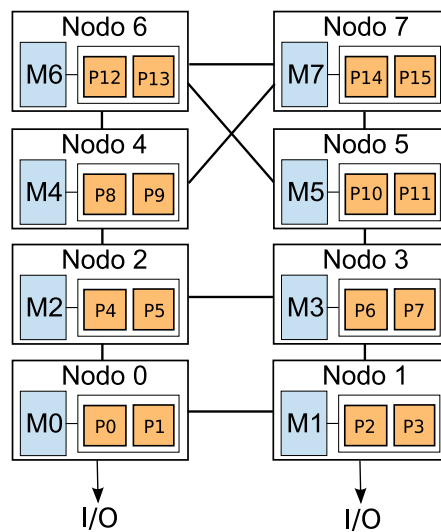 Nodo 6 Nodo 7
M6 P12 P13 M7 P14 P15
Nodo 4 Nodo 5
M4 P8 P9 M5 P10 P11
Nodo 2 Nodo 3
M2 P4 P5 M3 P6 P7
Nodo 0 Nodo 1
M0 P0 P1 M1 P2 P3
I/O I/O